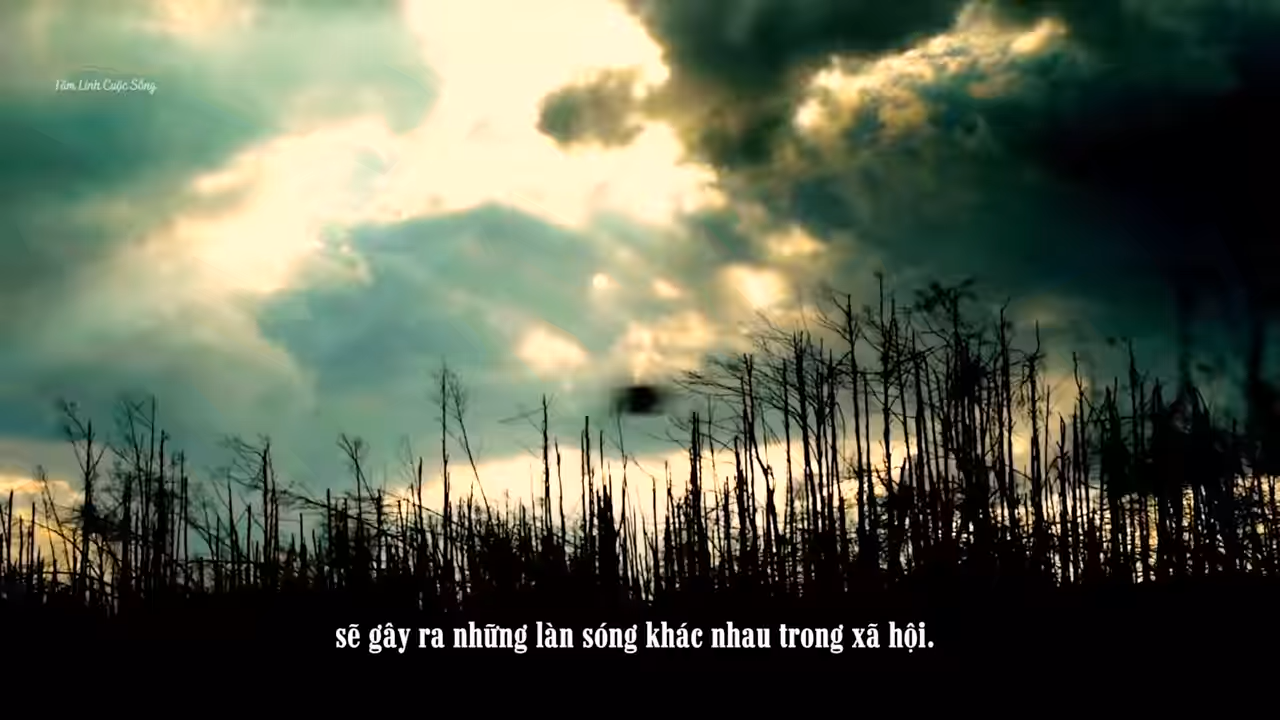 Tâm Linh Cuộc Sống
sẽ gây ra những làn sóng khác nhau trong xã hội.